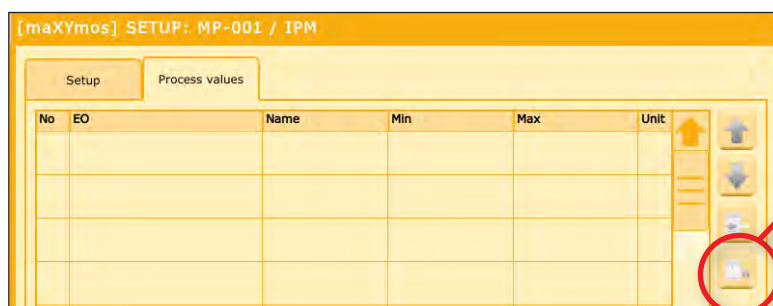 [maXYmos] SETUP: MP-001 / IPM
Setup Process values
No EO Name Min Max Unit